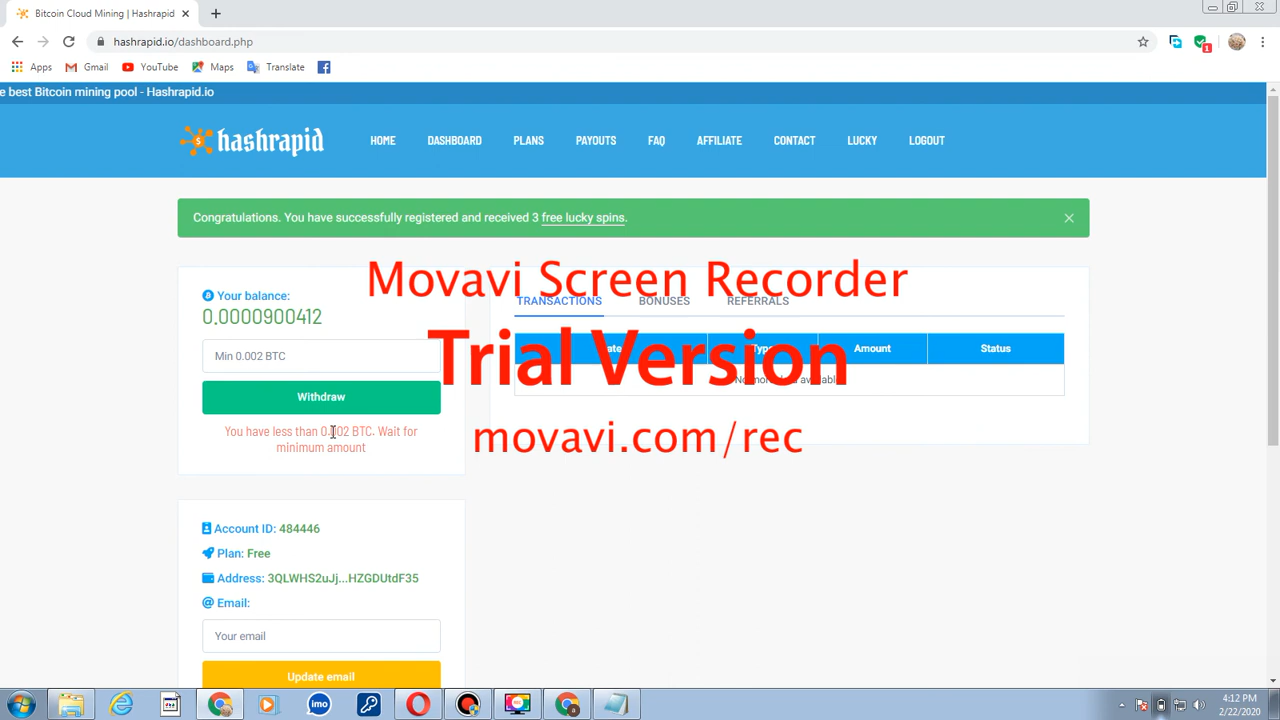 Bitcoin Cloud Mining | Hashrapid
hashrapid.io/dashboard.php
Apps Gmail YouTube Maps Translate
e best Bitcoin mining pool - Hashrapid.io
hashrapid HOME DASHBOARD PLANS PAYOUTS FAQ AFFILIATE CONTACT LUCKY LOGOUT
Congratulations. You have successfully registered and received 3 free lucky spins.
Movavi Screen Recorder
Trial Version
movavi.com/rec
Your balance:
0.0000900412
Min 0.002 BTC
Withdraw
You have less than 0.002 BTC. Wait for
minimum amount
TRANSACTIONS BONUSES REFERRALS
Amount Status
Account ID: 484446
Plan: Free
Address: 3QLWHS2uJj...HZGDUtdF35
Email:
Your email
Update email
imo
4:12 PM
2/22/2020